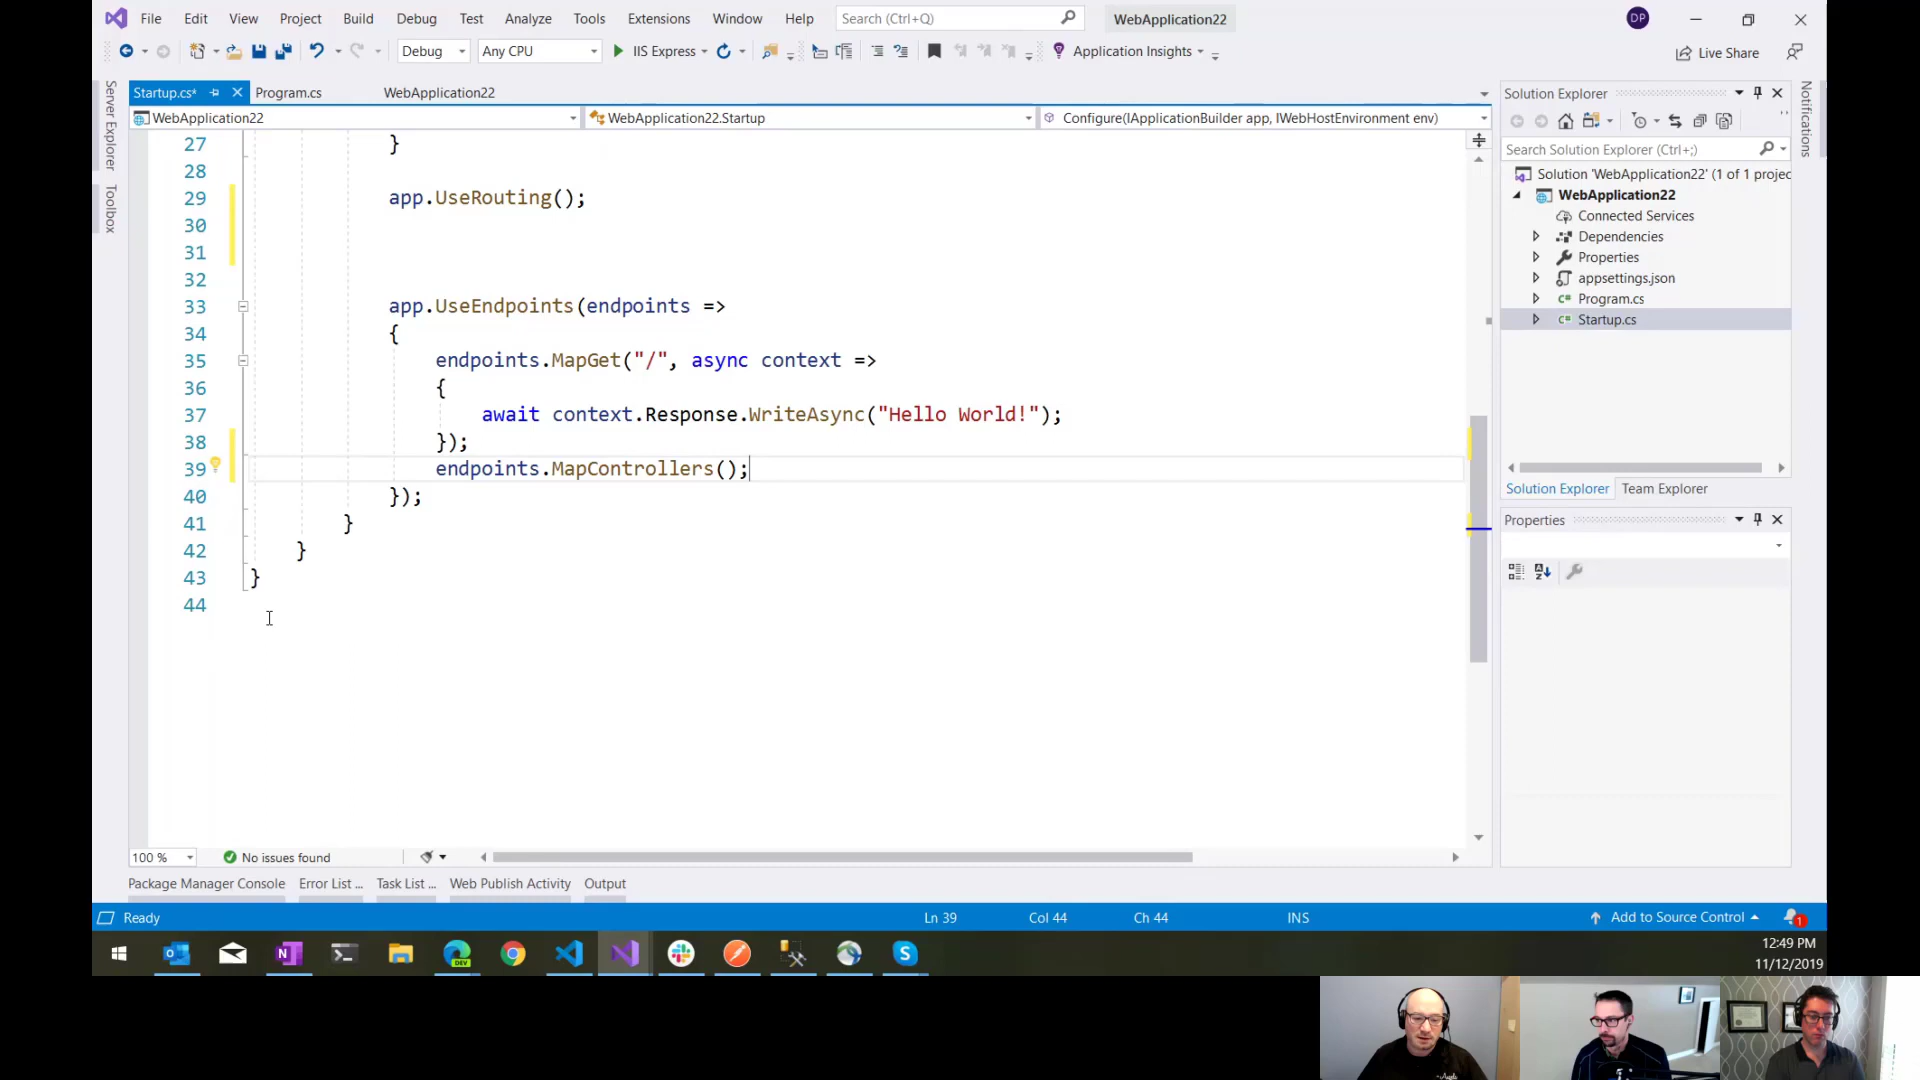 File Edit View Project Build Debug Test Analyze Tools Extensions Window Help Search (Ctrl+Q) WebApplication22 DP
Debug Any CPU IIS Express Application Insights Live Share
Startup.cs* Program.cs WebApplication22
WebApplication22 WebApplication22.Startup Configure(IApplicationBuilder app, IWebHostEnvironment env)
Server Explorer
Toolbox
27 }
28
29 app.UseRouting();
30
31
32
33 app.UseEndpoints(endpoints =>
34 {
35 endpoints.MapGet("/", async context =>
36 {
37 await context.Response.WriteAsync("Hello World!");
38 });
39 endpoints.MapControllers();
40 });
41 }
42 }
43 }
44
100 % No issues found
Package Manager Console Error List ... Task List ... Web Publish Activity Output
Solution Explorer
Search Solution Explorer (Ctrl+;)
Solution 'WebApplication22' (1 of 1 projec
WebApplication22
Connected Services
Dependencies
Properties
appsettings.json
C# Program.cs
C# Startup.cs
Solution Explorer Team Explorer
Properties
Notifications
Ready Ln 39 Col 44 Ch 44 INS Add to Source Control 1
12:49 PM
11/12/2019